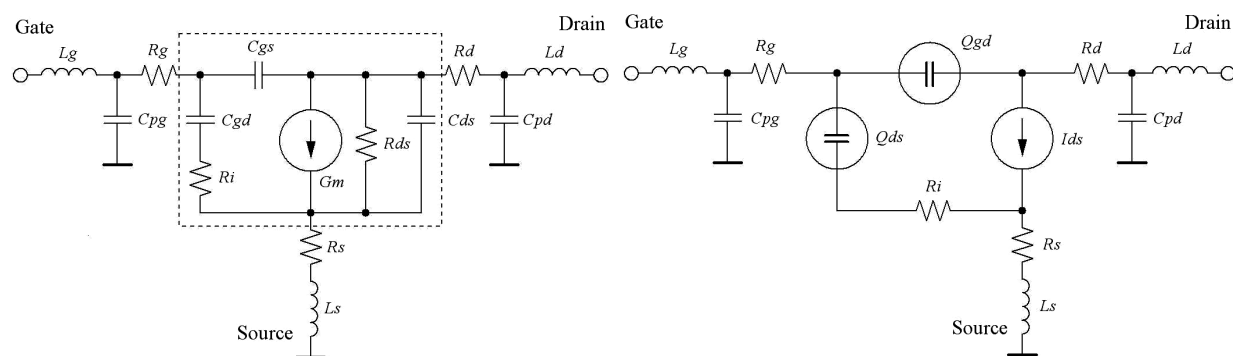 Gate
Drain
Lg
Rg
Cgs
Rd
Ld
Cpg
Cgd
Ri
Gm
Rds
Cds
Cpd
Rs
Ls
Source
Gate
Drain
Lg
Rg
Qgd
Rd
Ld
Cpg
Qds
Ids
Cpd
Ri
Rs
Ls
Source